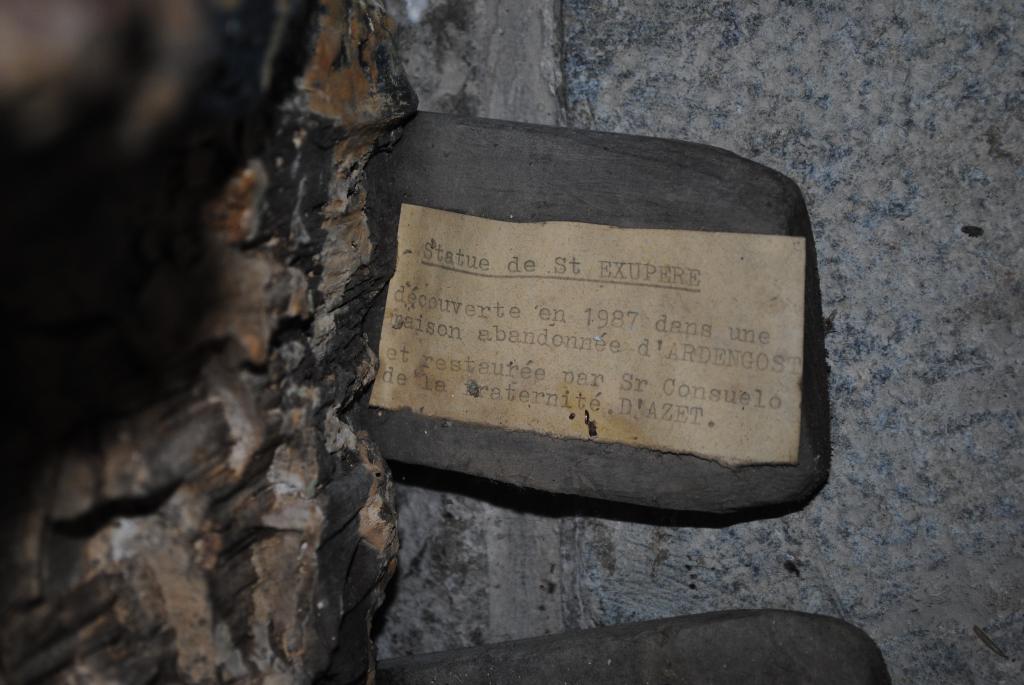 - Statue de St EXUPERE
découverte en 1987 dans une
maison abandonnée d'ARDENGOST
et restaurée par Sr Consuelo
de la Fraternité D'AZET.